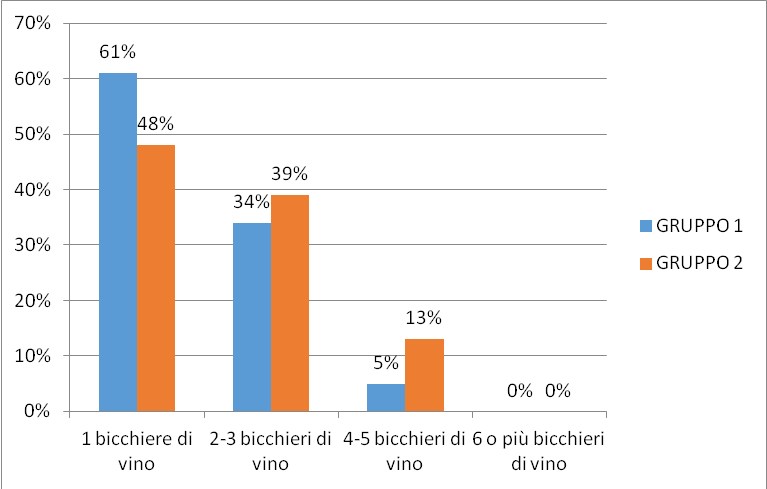 70%
60%
50%
40%
30%
20%
10%
0%
61%
48%
34%
39%
5%
13%
0%
0%
1 bicchiere di
vino
2-3 bicchieri di
vino
4-5 bicchieri di
vino
6 o più bicchieri
di vino
GRUPPO 1
GRUPPO 2